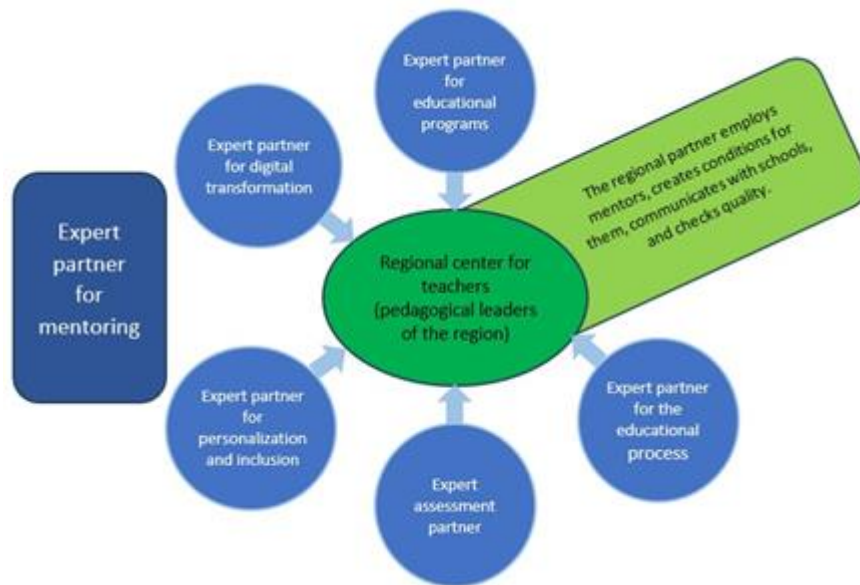 Expert partner
for
educational
programs
Expert partner
for digital
transformation
The regional partner employs
mentors, creates conditions for
them, communicates with schools,
and checks quality.
Expert
partner
for
mentoring
Regional center for
teachers
(pedagogical leaders
of the region)
Expert partner
for
personalization
and inclusion
Expert
assessment
partner
Expert partner
for the
educational
process